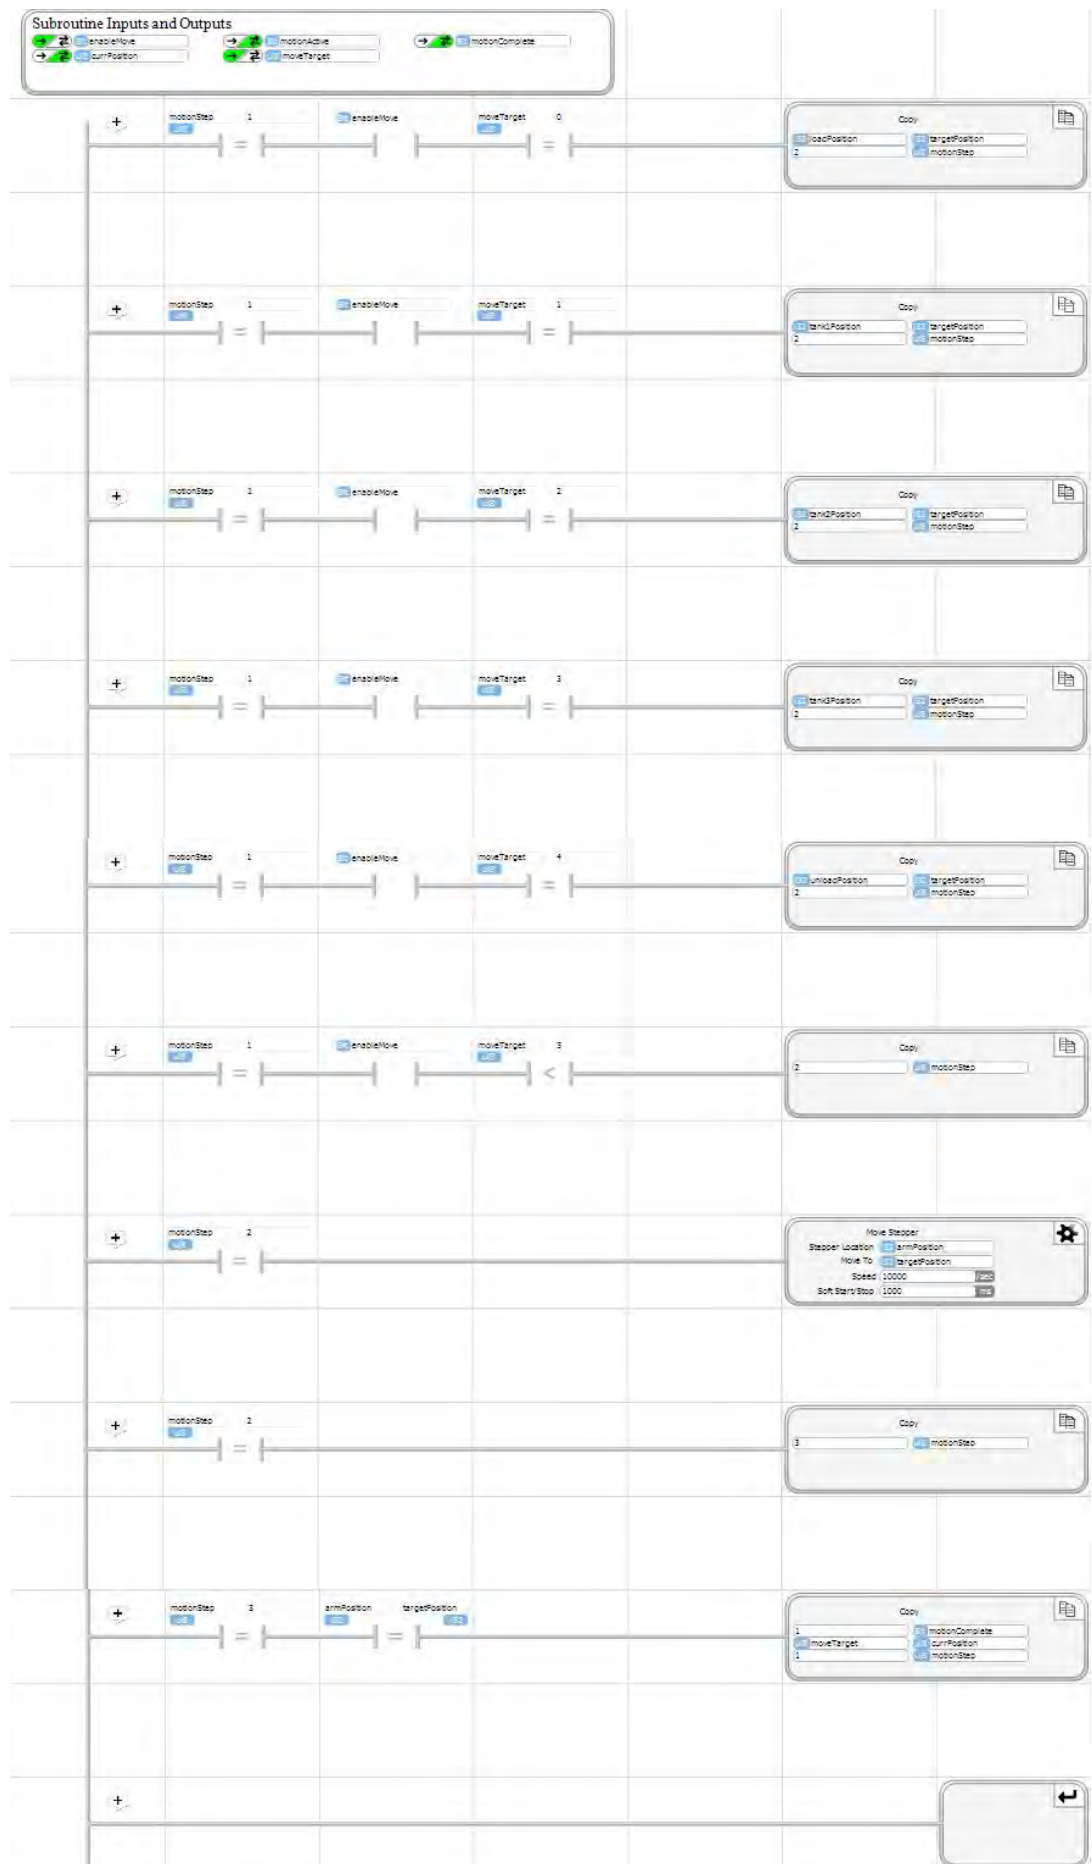 Subroutine Inputs and Outputs
enableMove motionActive motionComplete
currPosition moveTarget
motionStep 1 enableMove moveTarget 0 Copy
loadPosition targetPosition
2 motionStep
motionStep 1 enableMove moveTarget 1 Copy
tank1Position targetPosition
2 motionStep
motionStep 1 enableMove moveTarget 2 Copy
tank2Position targetPosition
2 motionStep
motionStep 1 enableMove moveTarget 3 Copy
tank3Position targetPosition
2 motionStep
motionStep 1 enableMove moveTarget 4 Copy
unloadPosition targetPosition
2 motionStep
motionStep 1 enableMove moveTarget < Copy
2 motionStep
motionStep 2 Move Stepper
Stepper Location armPosition
Move To targetPosition
Speed 10000 /sec
Soft Start/Stop 1000 ms
motionStep 2 Copy
3 motionStep
motionStep 3 armPosition targetPosition Copy
1 motionComplete
moveTarget currPosition
1 motionStep